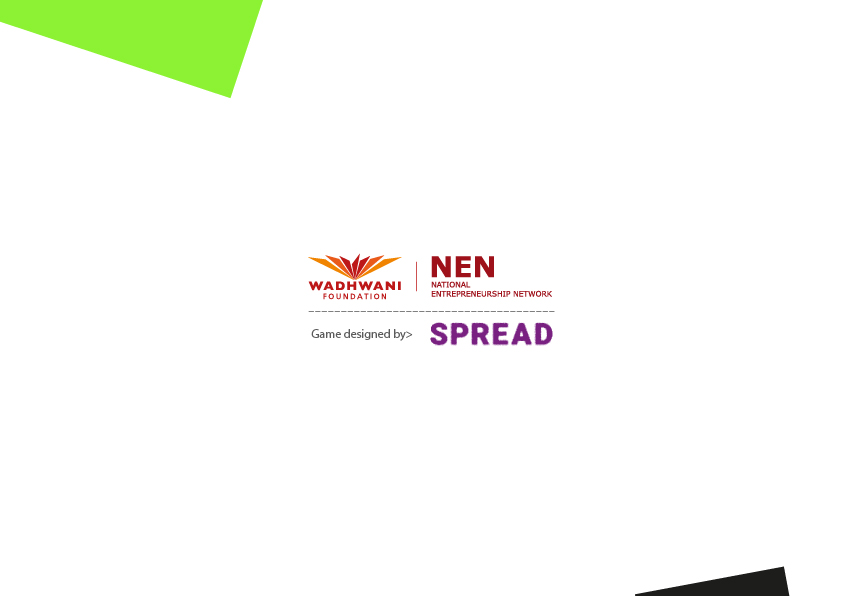 WADHWANI
FOUNDATION
NEN
NATIONAL
ENTREPRENEURSHIP NETWORK
Game designed by>
SPREAD